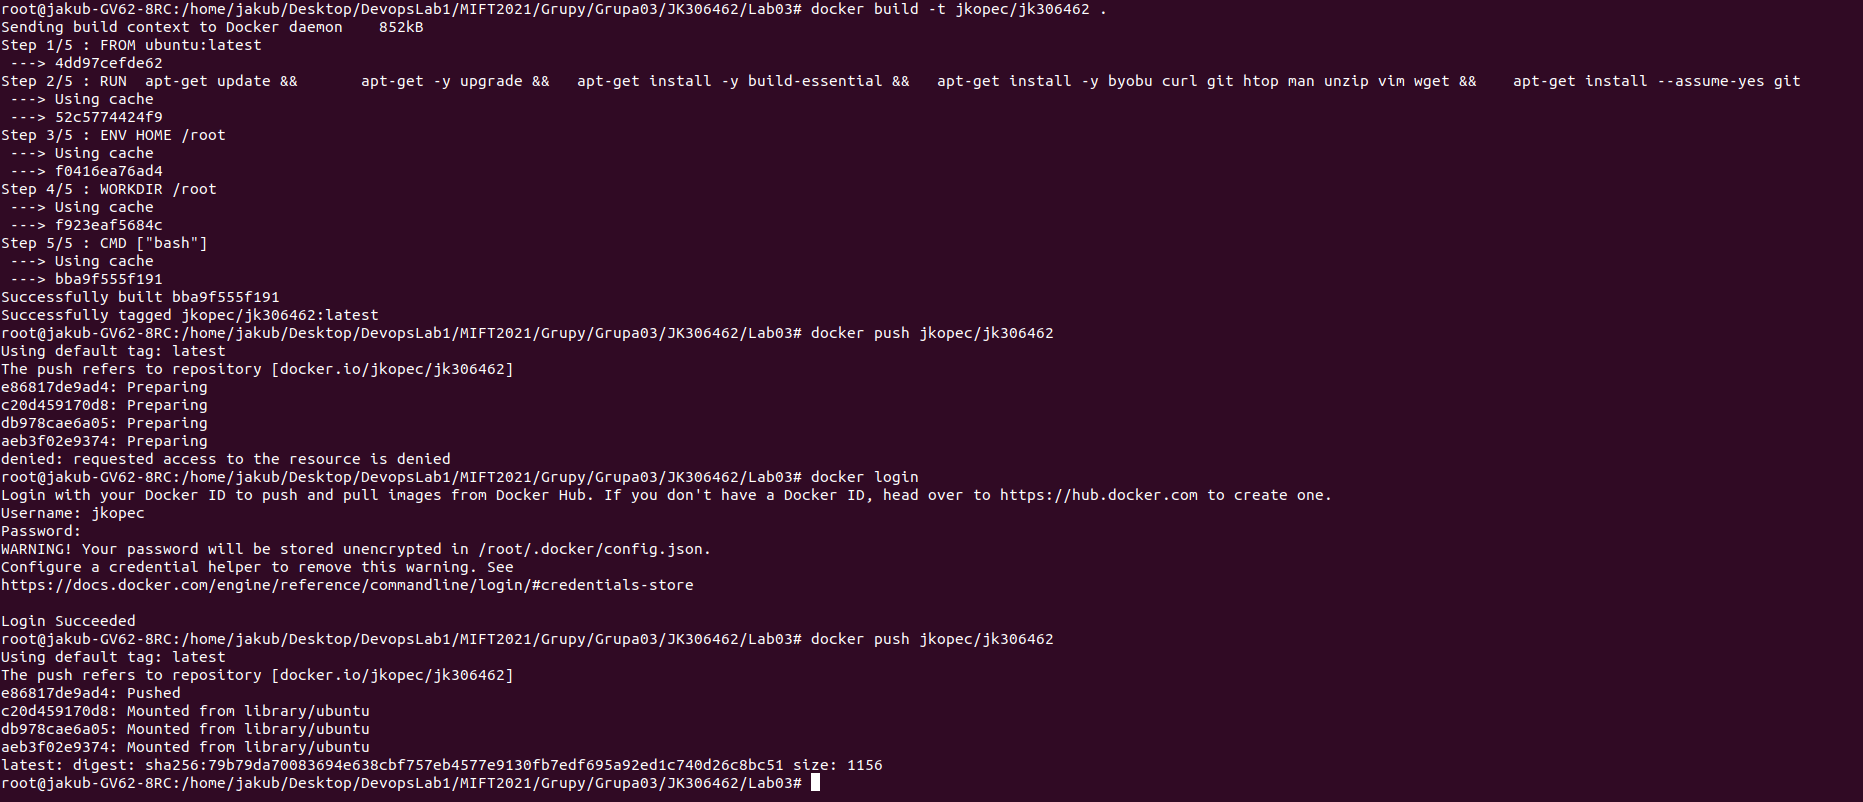 root@jakub-GV62-8RC:/home/jakub/Desktop/DevopsLab1/MIFT2021/Grupy/Grupa03/JK306462/Lab03# docker build -t jkopec/jk306462 .
Sending build context to Docker daemon    852kB
Step 1/5 : FROM ubuntu:latest
 ---> 4dd97cefde62
Step 2/5 : RUN  apt-get update &&       apt-get -y upgrade &&   apt-get install -y build-essential &&   apt-get install -y byobu curl git htop man unzip vim wget &&    apt-get install --assume-yes git
 ---> Using cache
 ---> 52c5774424f9
Step 3/5 : ENV HOME /root
 ---> Using cache
 ---> f0416ea76ad4
Step 4/5 : WORKDIR /root
 ---> Using cache
 ---> f923eaf5684c
Step 5/5 : CMD ["bash"]
 ---> Using cache
 ---> bba9f555f191
Successfully built bba9f555f191
Successfully tagged jkopec/jk306462:latest
root@jakub-GV62-8RC:/home/jakub/Desktop/DevopsLab1/MIFT2021/Grupy/Grupa03/JK306462/Lab03# docker push jkopec/jk306462
Using default tag: latest
The push refers to repository [docker.io/jkopec/jk306462]
e86817de9ad4: Preparing
c20d459170d8: Preparing
db978cae6a05: Preparing
aeb3f02e9374: Preparing
denied: requested access to the resource is denied
root@jakub-GV62-8RC:/home/jakub/Desktop/DevopsLab1/MIFT2021/Grupy/Grupa03/JK306462/Lab03# docker login
Login with your Docker ID to push and pull images from Docker Hub. If you don't have a Docker ID, head over to https://hub.docker.com to create one.
Username: jkopec
Password:
WARNING! Your password will be stored unencrypted in /root/.docker/config.json.
Configure a credential helper to remove this warning. See
https://docs.docker.com/engine/reference/commandline/login/#credentials-store

Login Succeeded
root@jakub-GV62-8RC:/home/jakub/Desktop/DevopsLab1/MIFT2021/Grupy/Grupa03/JK306462/Lab03# docker push jkopec/jk306462
Using default tag: latest
The push refers to repository [docker.io/jkopec/jk306462]
e86817de9ad4: Pushed
c20d459170d8: Mounted from library/ubuntu
db978cae6a05: Mounted from library/ubuntu
aeb3f02e9374: Mounted from library/ubuntu
latest: digest: sha256:79b79da70083694e638cbf757eb4577e9130fb7edf695a92ed1c740d26c8bc51 size: 1156
root@jakub-GV62-8RC:/home/jakub/Desktop/DevopsLab1/MIFT2021/Grupy/Grupa03/JK306462/Lab03#